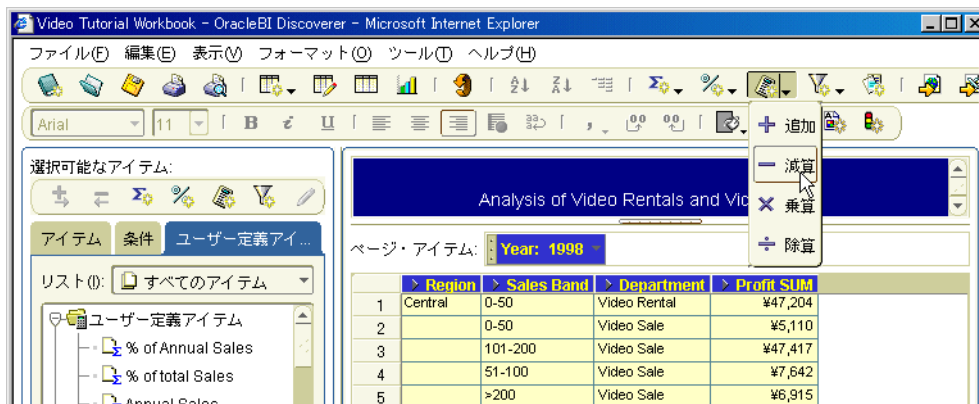 Video Tutorial Workbook - OracleBI Discoverer - Microsoft Internet Explorer
ファイル(F) 編集(E) 表示(V) フォーマット(O) ツール(T) ヘルプ(H)
Arial 11 B i U
追加
減算
乗算
除算
選択可能なアイテム:
アイテム 条件 ユーザー定義アイ...
リスト(I): すべてのアイテム
ユーザー定義アイテム
% of Annual Sales
% of total Sales
Annual Sales
Analysis of Video Rentals and Vid
ページ・アイテム: Year: 1998
Region Sales Band Department Profit SUM
1 Central 0-50 Video Rental ¥47,204
2 0-50 Video Sale ¥5,110
3 101-200 Video Sale ¥47,417
4 51-100 Video Sale ¥7,642
5 >200 Video Sale ¥6,915